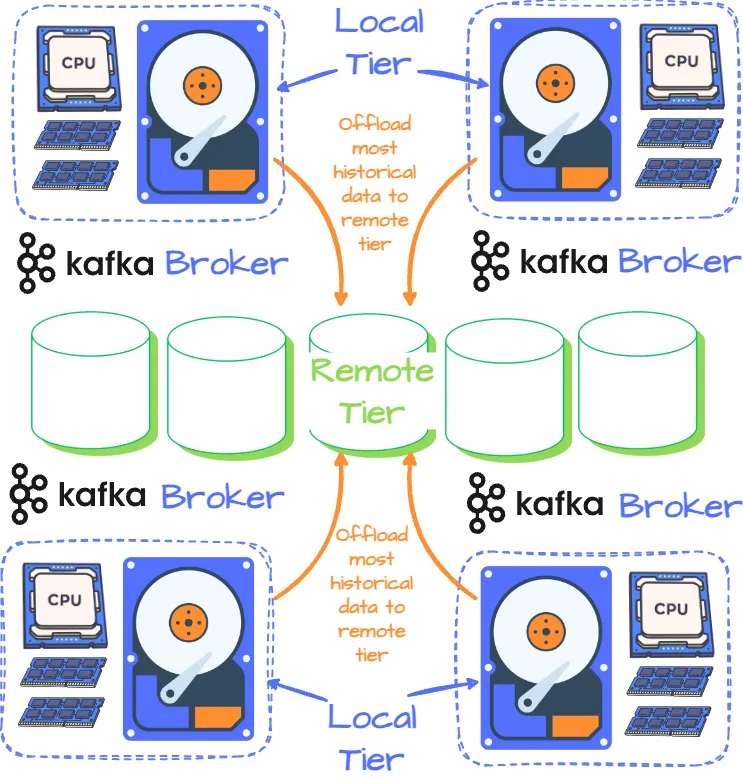 Local
Tier
CPU
CPU
Offload
most
historical
data to
remote
tier
kafka Broker
kafka Broker
Remote
Tier
kafka Broker
kafka Broker
Offload
most
historical
data to
remote
tier
CPU
CPU
Local
Tier